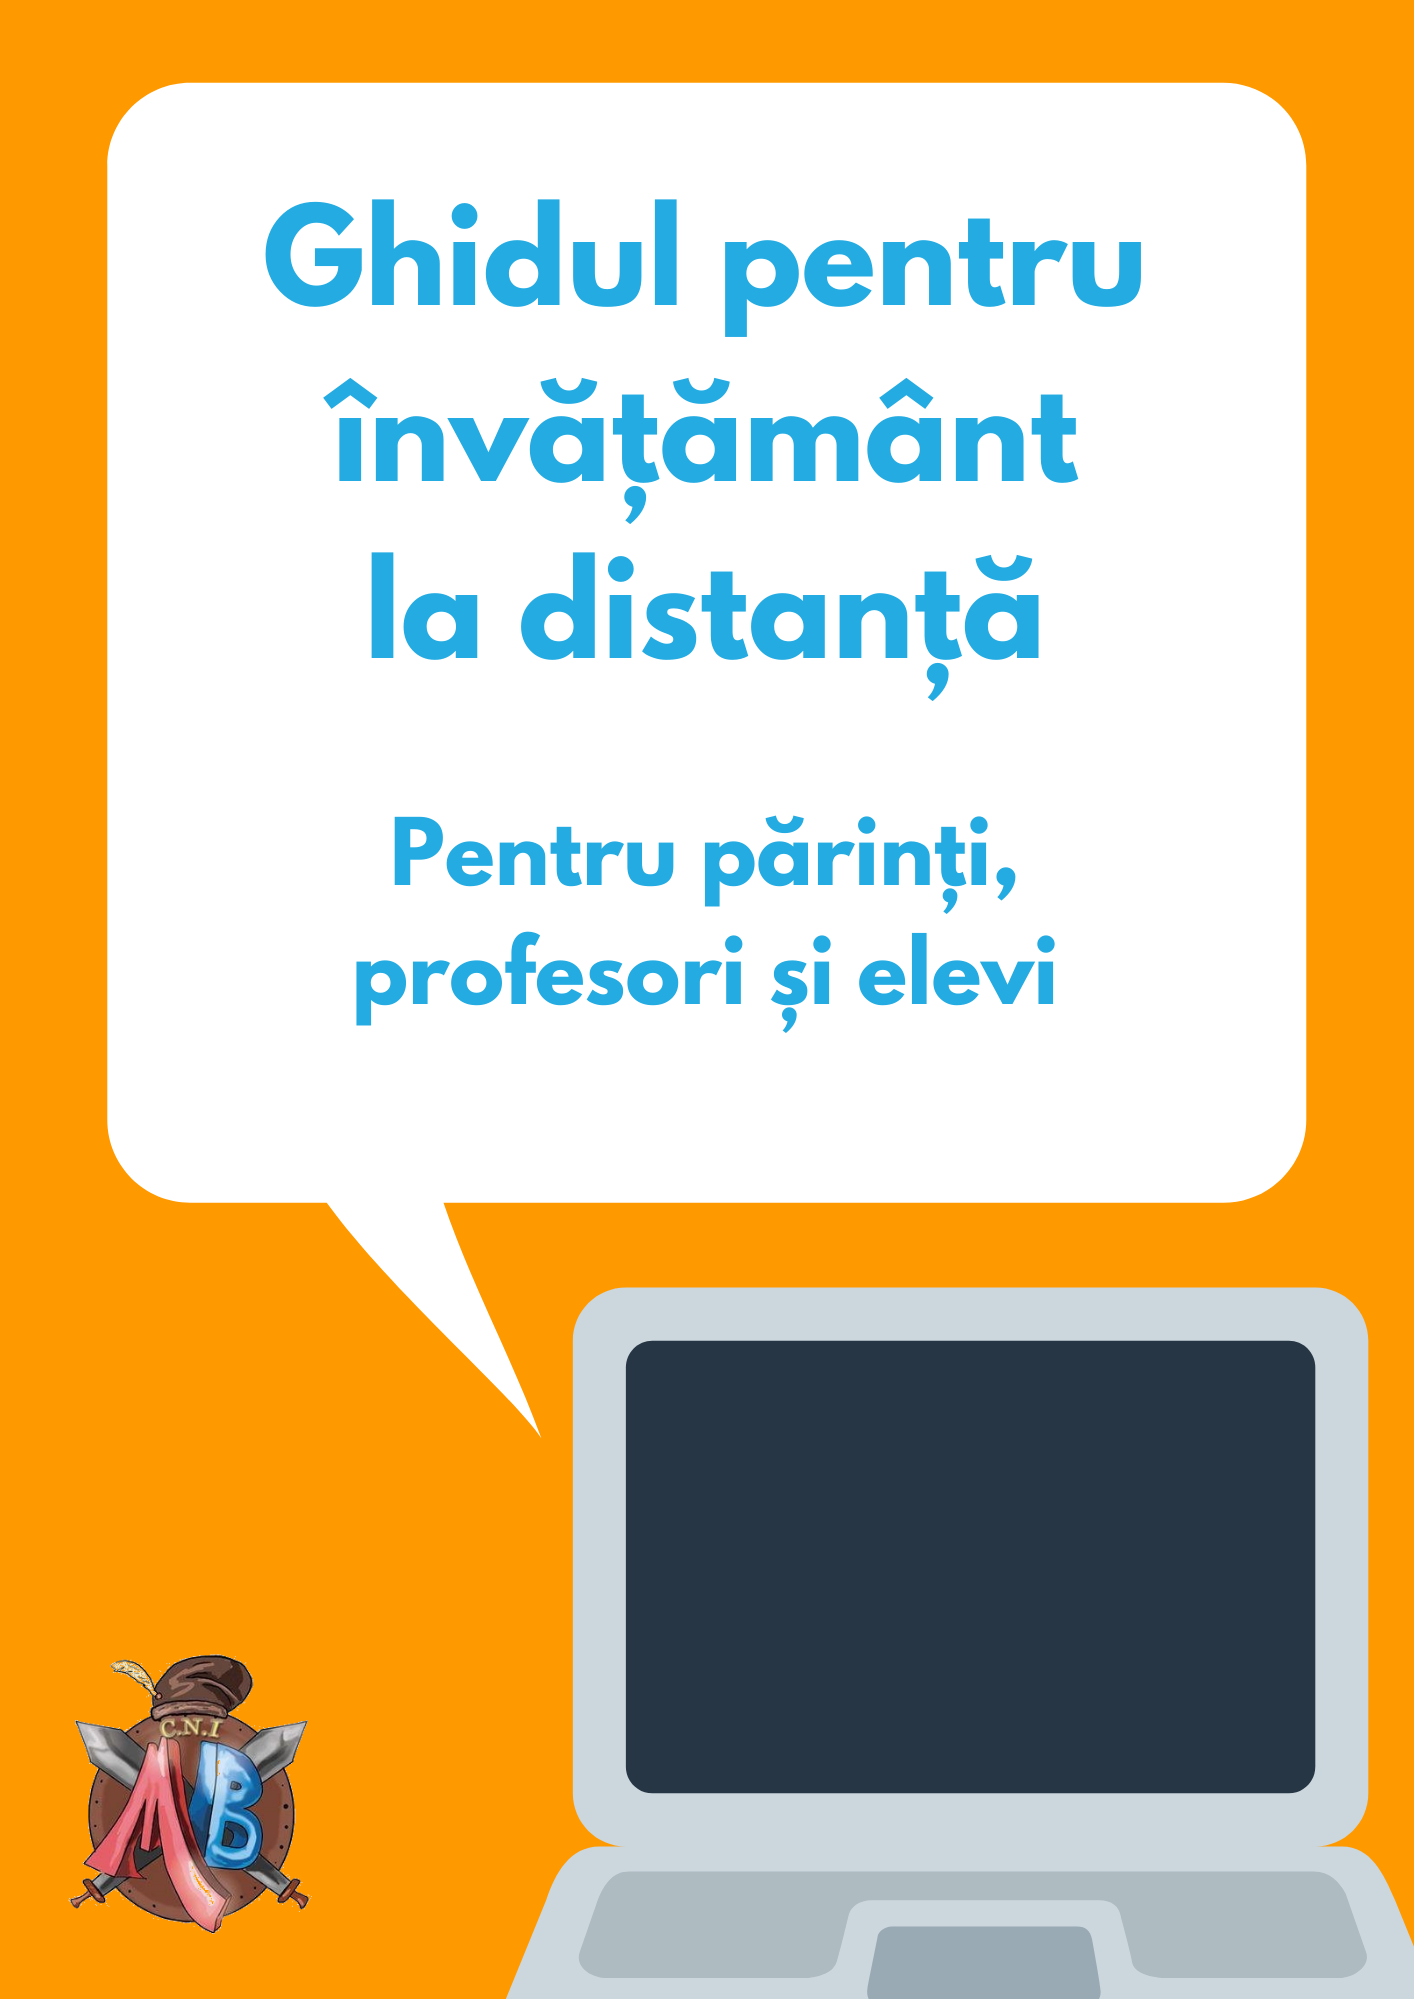 Ghidul pentru
învățământ
la distanță
Pentru părinți,
profesori și elevi
C.N.I
MB